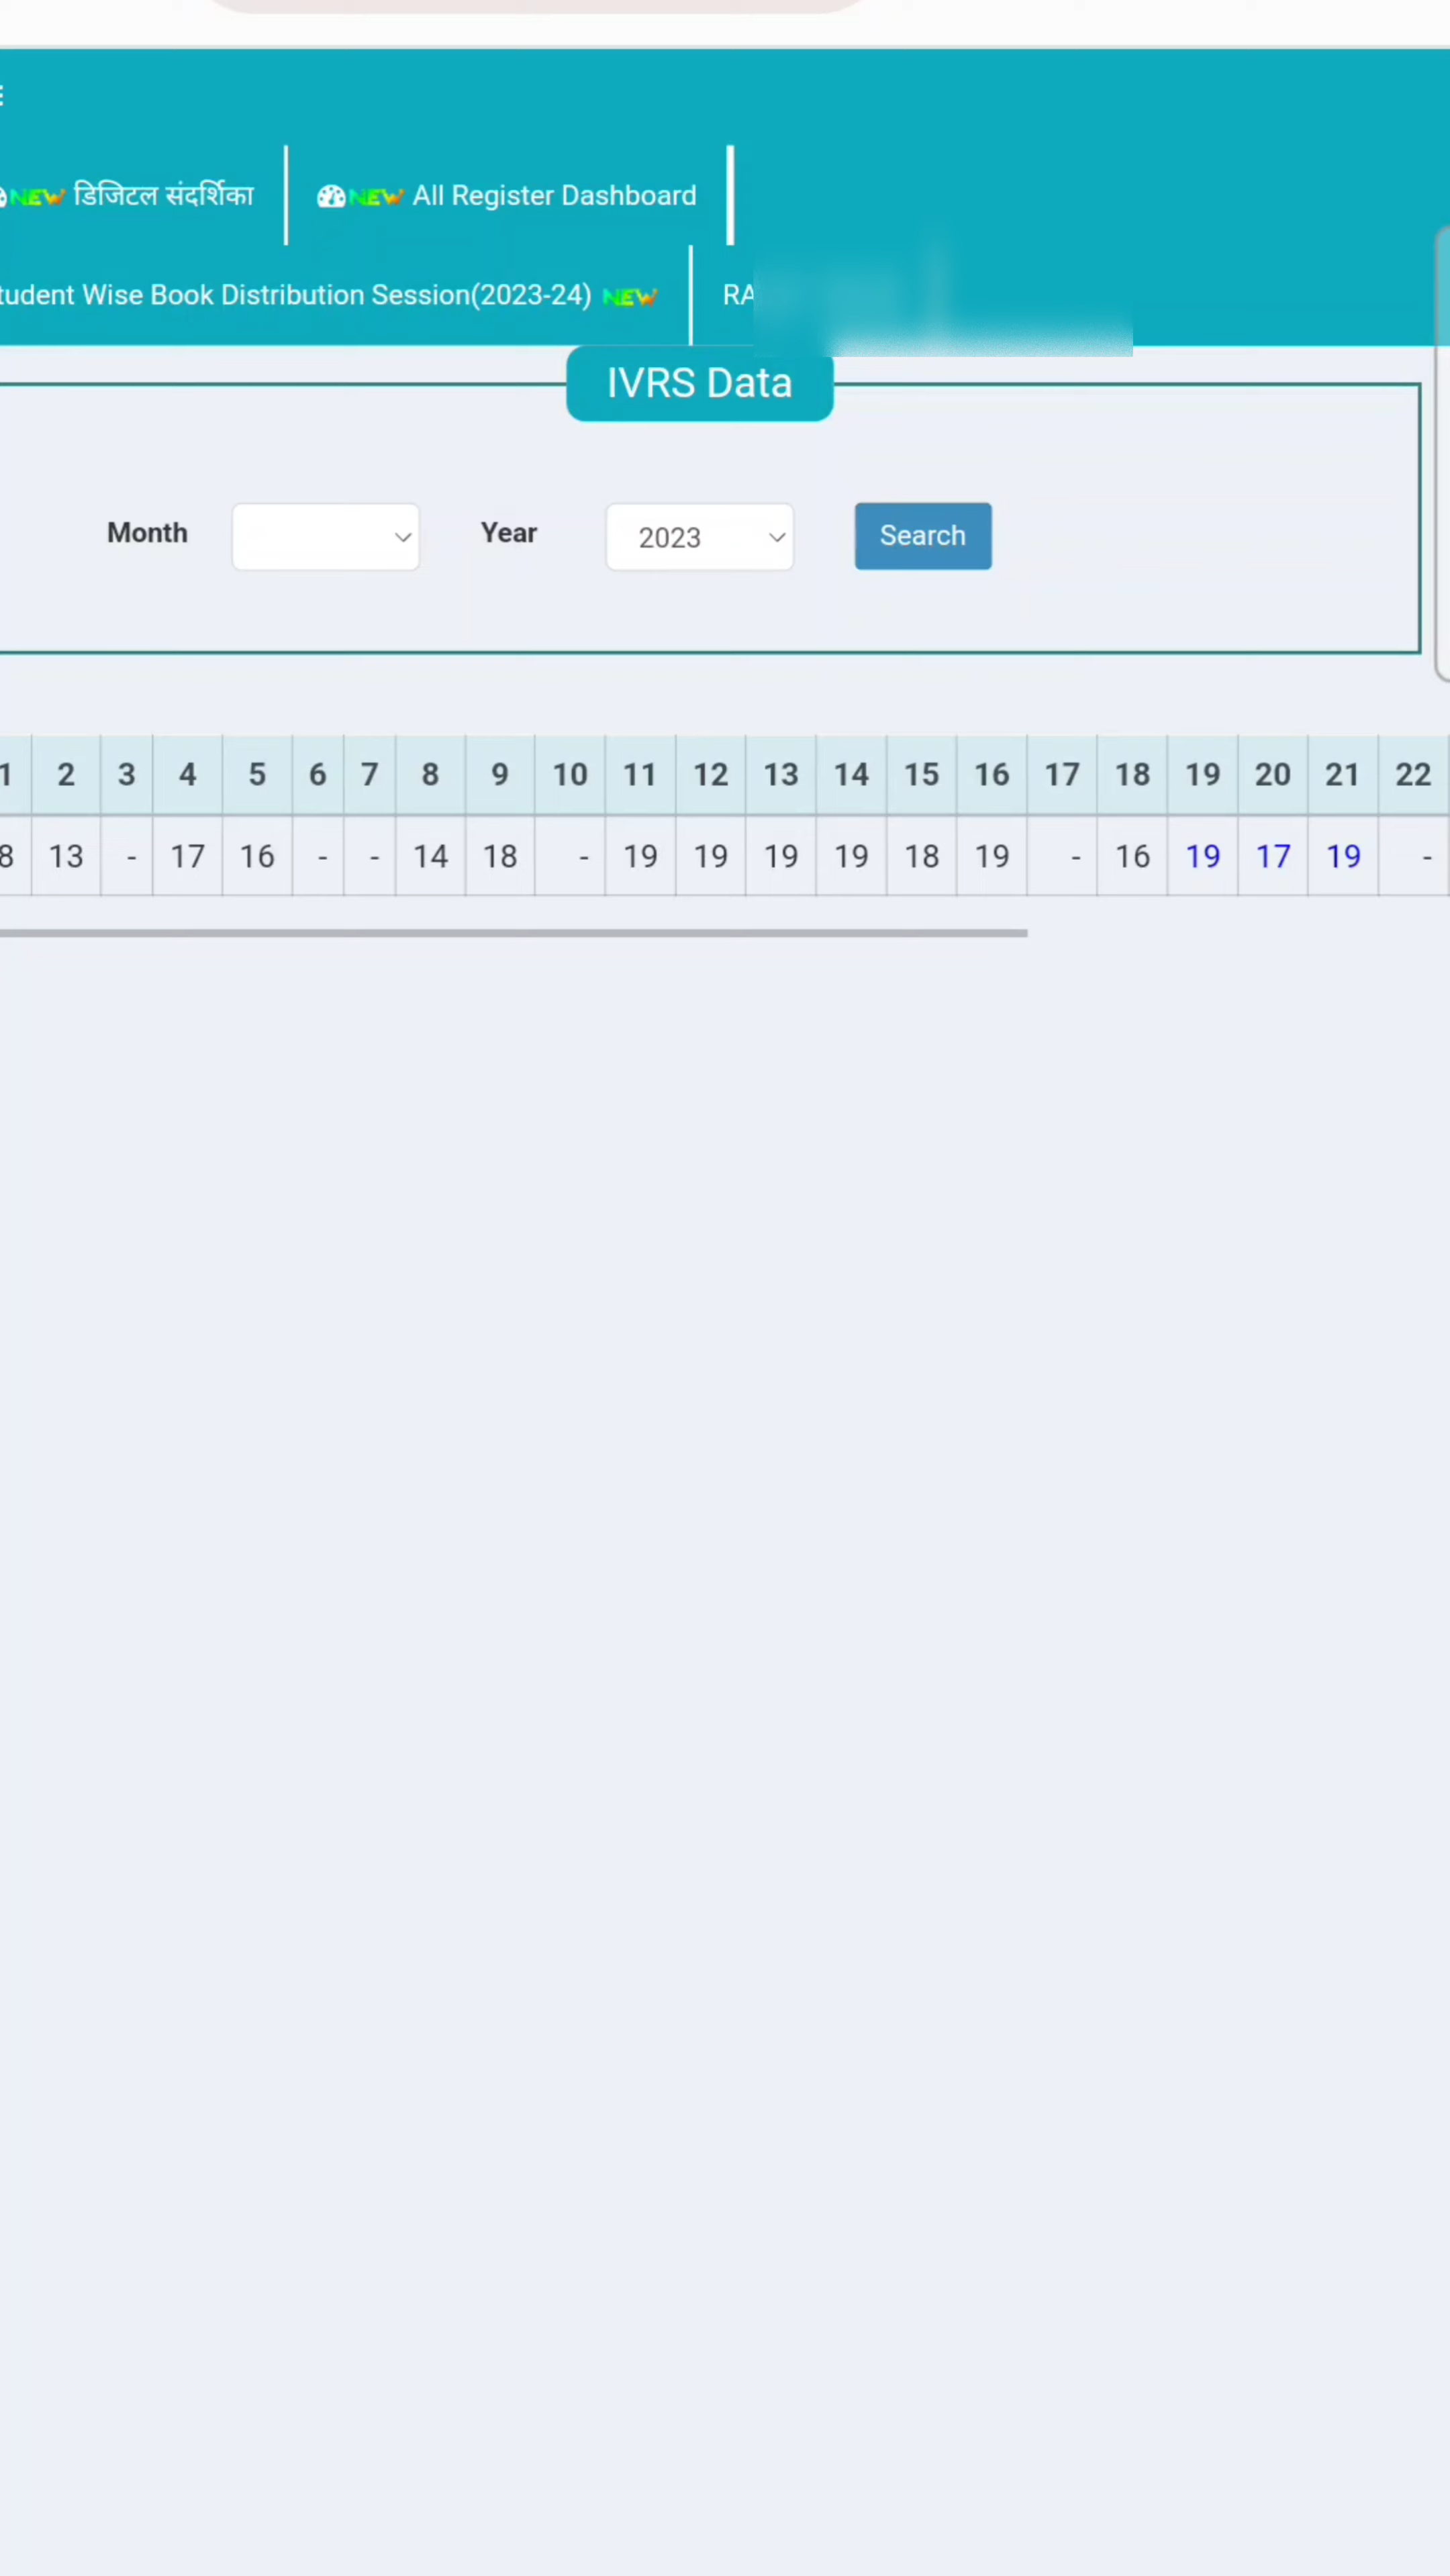 NEW डिजिटल संदर्शिका NEW All Register Dashboard
tudent Wise Book Distribution Session(2023-24) NEW RA
IVRS Data
Month Year 2023 Search
1 2 3 4 5 6 7 8 9 10 11 12 13 14 15 16 17 18 19 20 21 22
8 13 - 17 16 - - 14 18 - 19 19 19 19 18 19 - 16 19 17 19 -